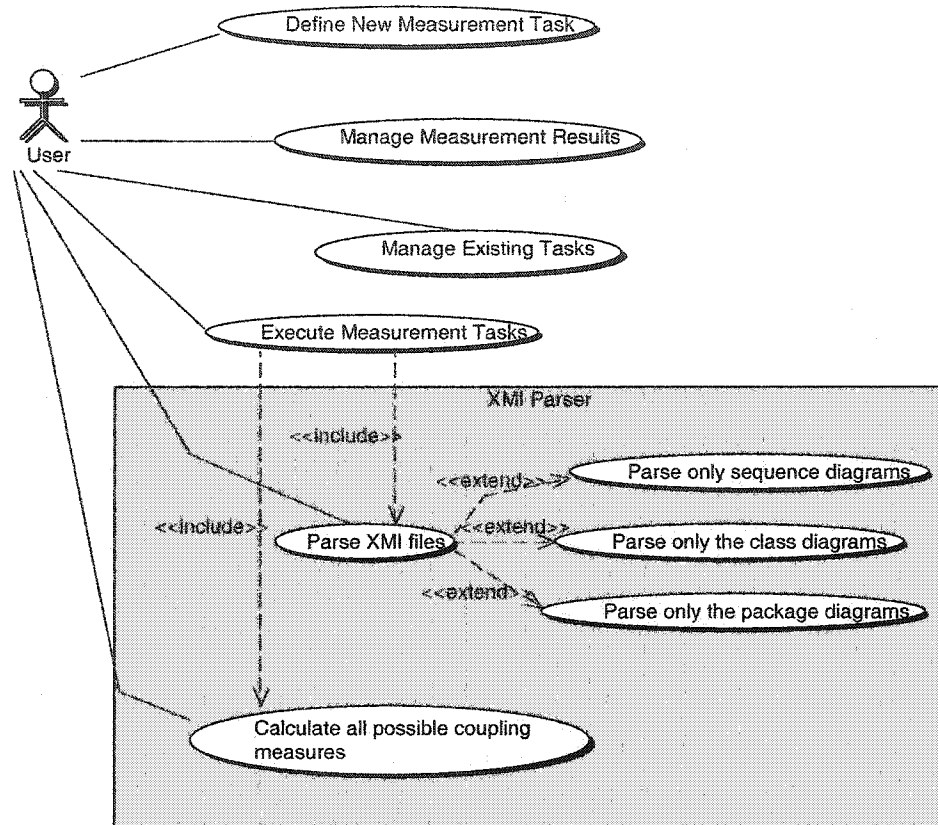 Define New Measurement Task
User
Manage Measurement Results
Manage Existing Tasks
Execute Measurement Tasks
XMI Parser
<<include>>
<<extend>>
Parse only sequence diagrams
<<include>>
Parse XMI files
<<extend>>
Parse only the class diagrams
<<extend>>
Parse only the package diagrams
Calculate all possible coupling
measures